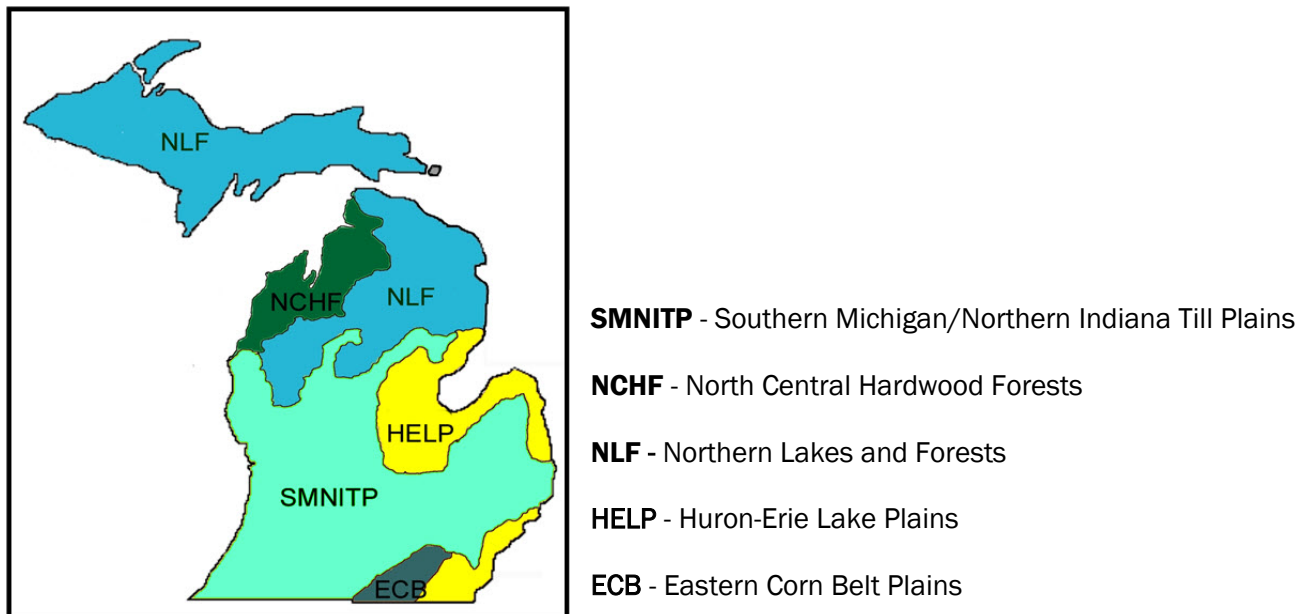 NLF
NCHF
NLF
HELP
SMNITP
ECB
SMNITP - Southern Michigan/Northern Indiana Till Plains
NCHF - North Central Hardwood Forests
NLF - Northern Lakes and Forests
HELP - Huron-Erie Lake Plains
ECB - Eastern Corn Belt Plains